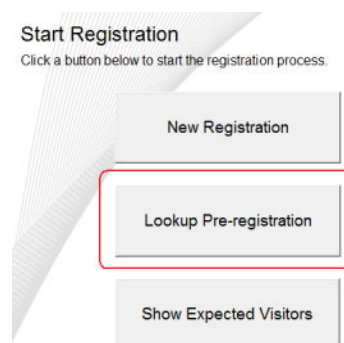 Start Registration
Click a button below to start the registration process.
New Registration
Lookup Pre-registration
Show Expected Visitors